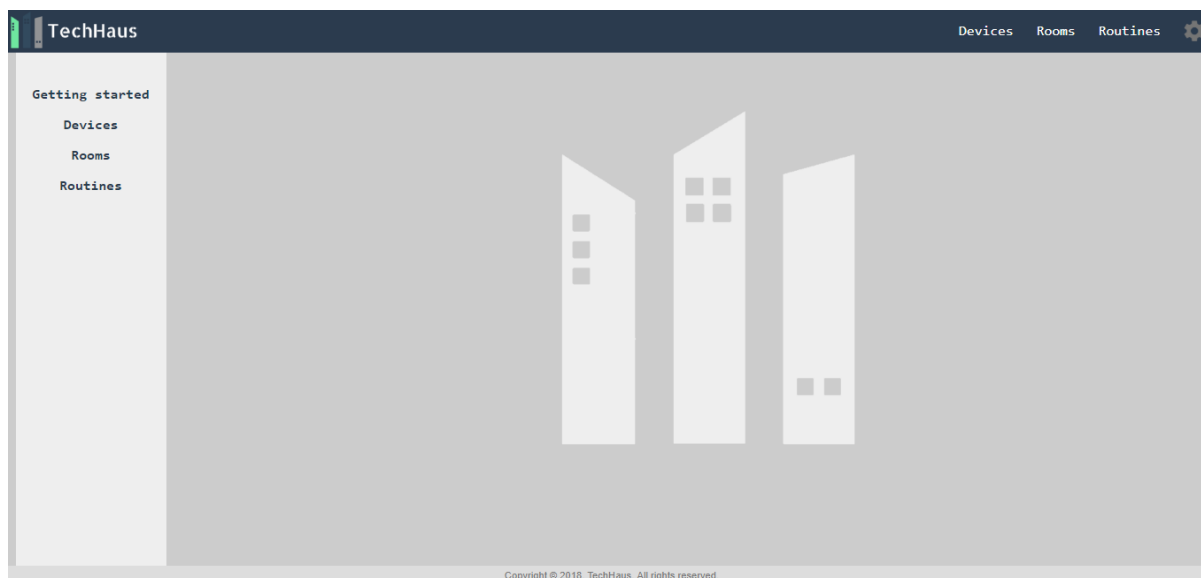 TechHaus
Devices Rooms Routines
Getting started
Devices
Rooms
Routines
Copyright © 2018, TechHaus. All rights reserved